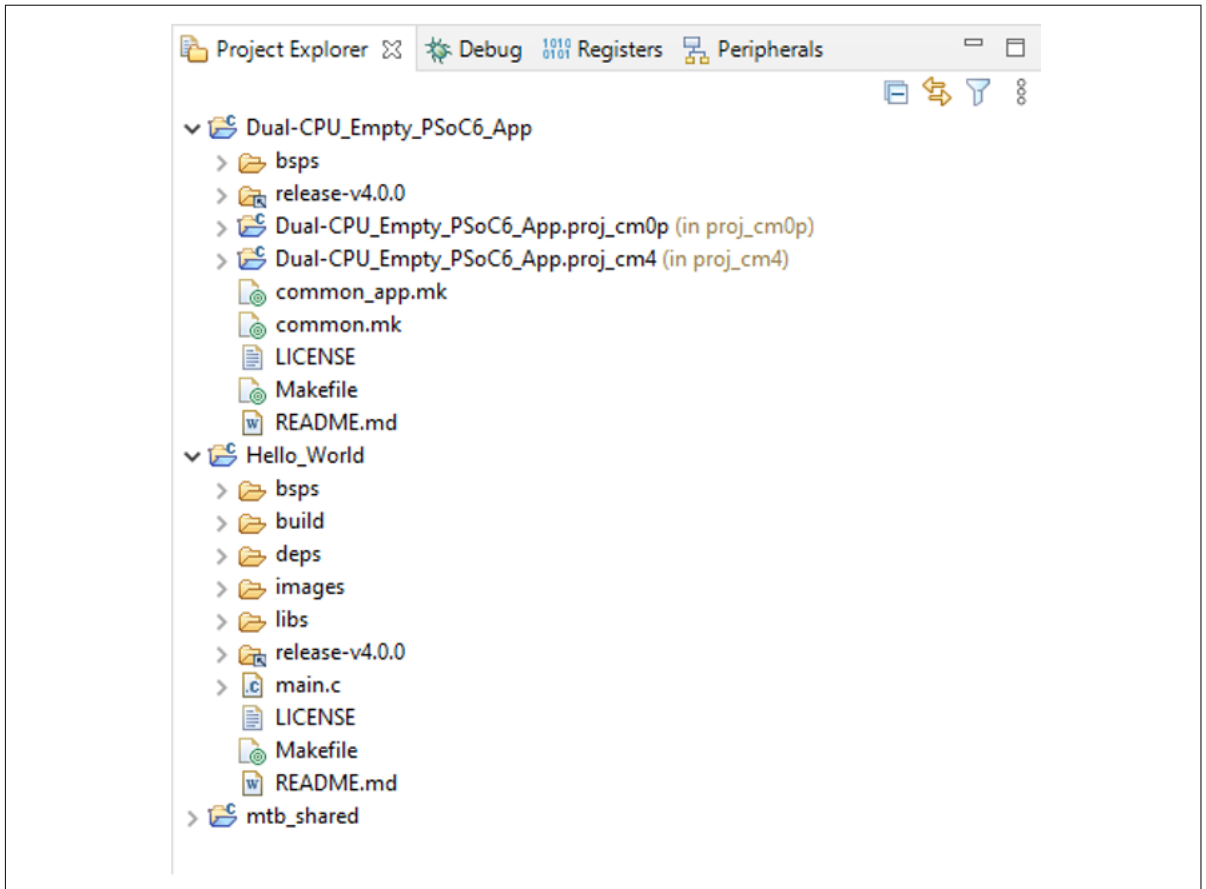 Project Explorer Debug 1010 0101 Registers Peripherals
Dual-CPU_Empty_PSoC6_App
bsps
release-v4.0.0
Dual-CPU_Empty_PSoC6_App.proj_cm0p (in proj_cm0p)
Dual-CPU_Empty_PSoC6_App.proj_cm4 (in proj_cm4)
common_app.mk
common.mk
LICENSE
Makefile
README.md
Hello_World
bsps
build
deps
images
libs
release-v4.0.0
.c main.c
LICENSE
Makefile
README.md
mtb_shared